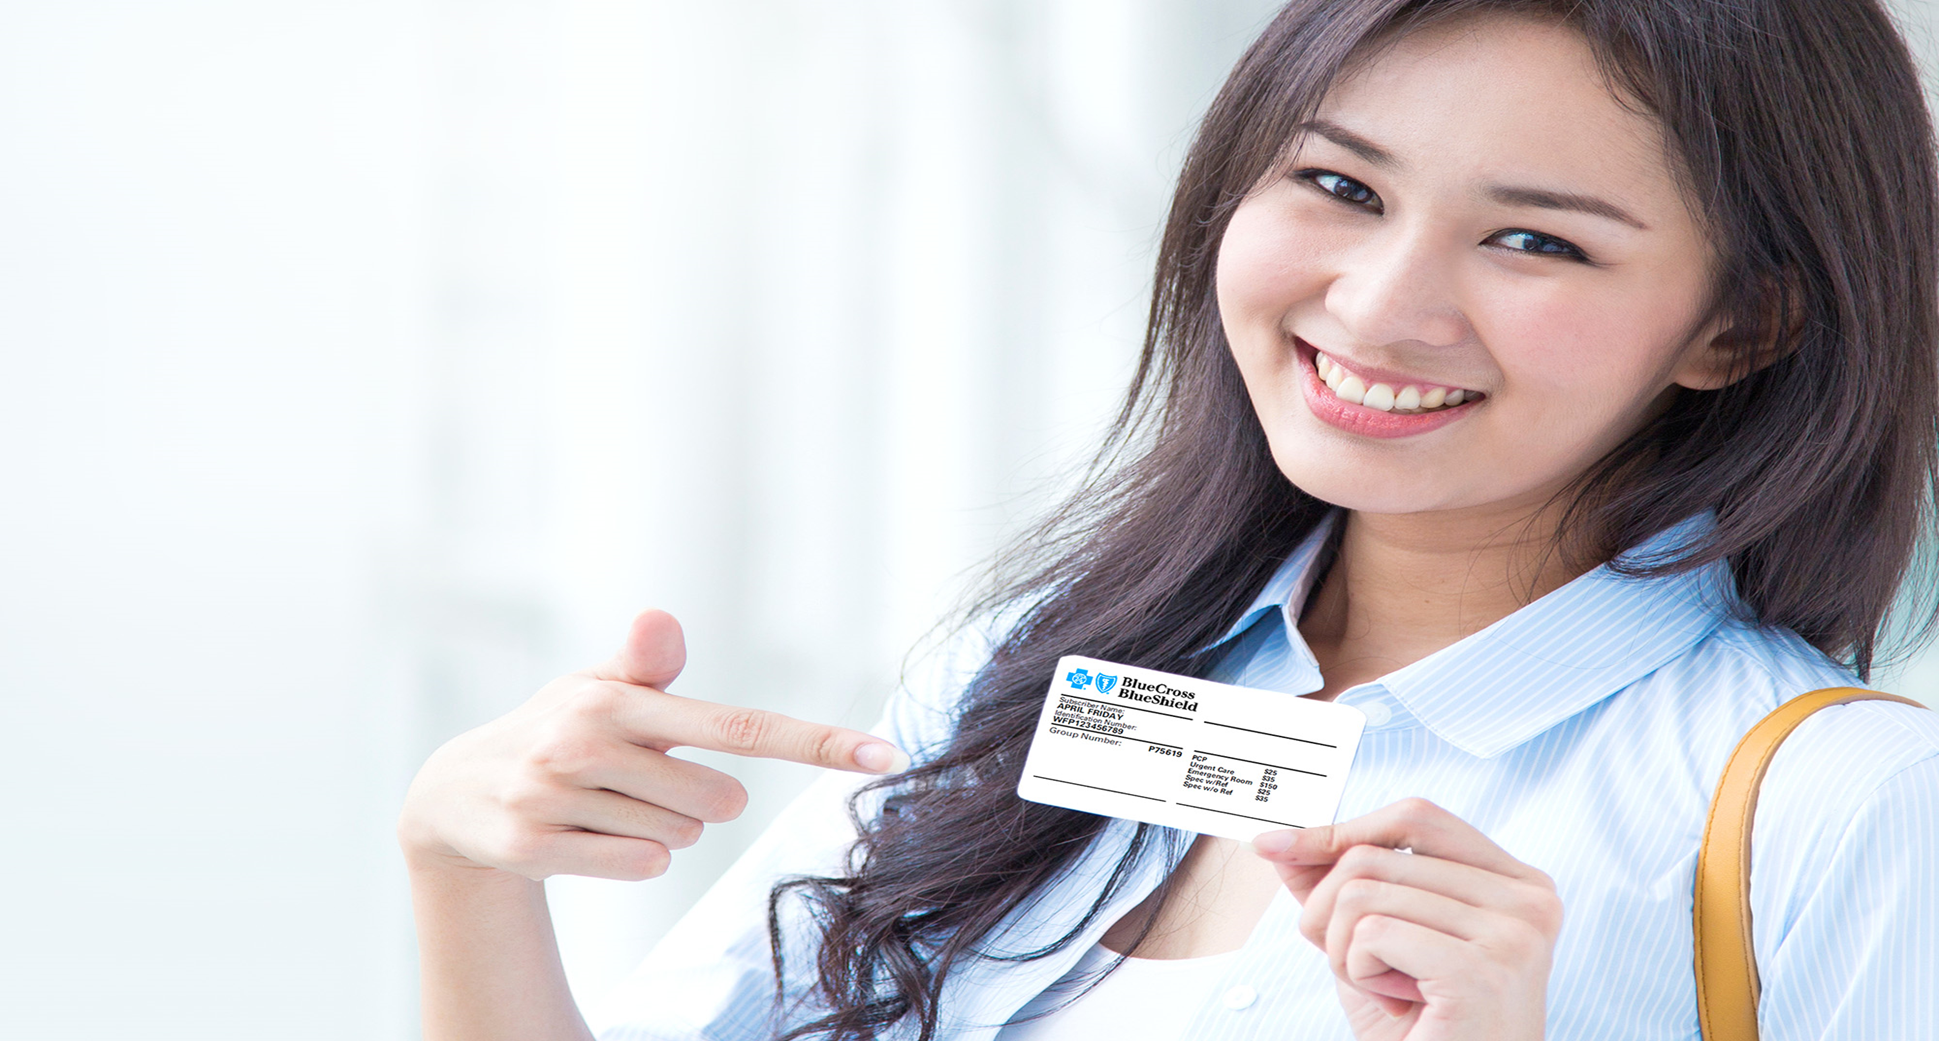 BlueCross
BlueShield
Subscriber Name:
APRIL FRIDAY
Identification Number:
WFP123456789
Group Number: P75619
PCP $25
Urgent Care $35
Emergency Room $150
Spec w/Ref $25
Spec w/o Ref $35